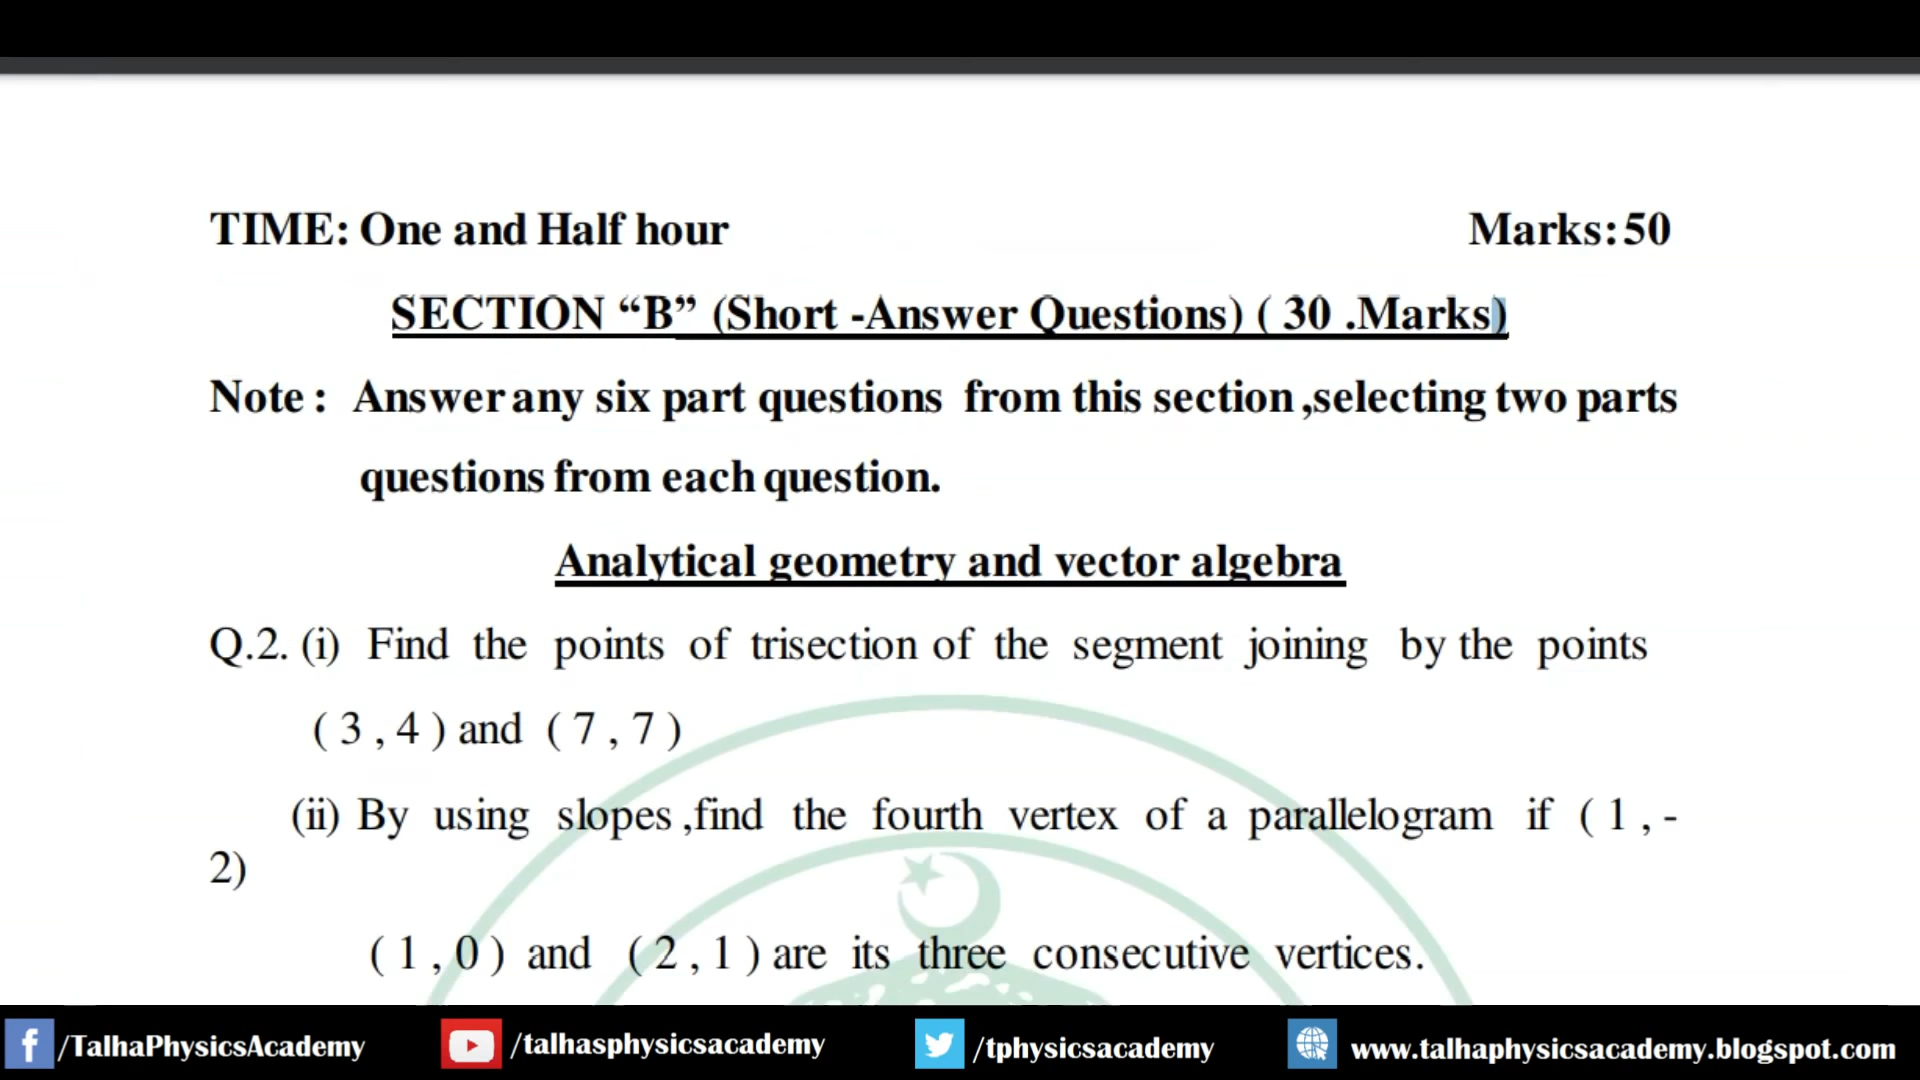 TIME: One and Half hour Marks: 50
SECTION “B” (Short -Answer Questions) ( 30 .Marks)
Note : Answer any six part questions from this section ,selecting two parts
questions from each question.
Analytical geometry and vector algebra
Q.2. (i) Find the points of trisection of the segment joining by the points
( 3 , 4 ) and ( 7 , 7 )
(ii) By using slopes ,find the fourth vertex of a parallelogram if ( 1 , -
2)
( 1 , 0 ) and ( 2 , 1 ) are its three consecutive vertices.
/TalhaPhysicsAcademy /talhasphysicsacademy /tphysicsacademy www.talhaphysicsacademy.blogspot.com